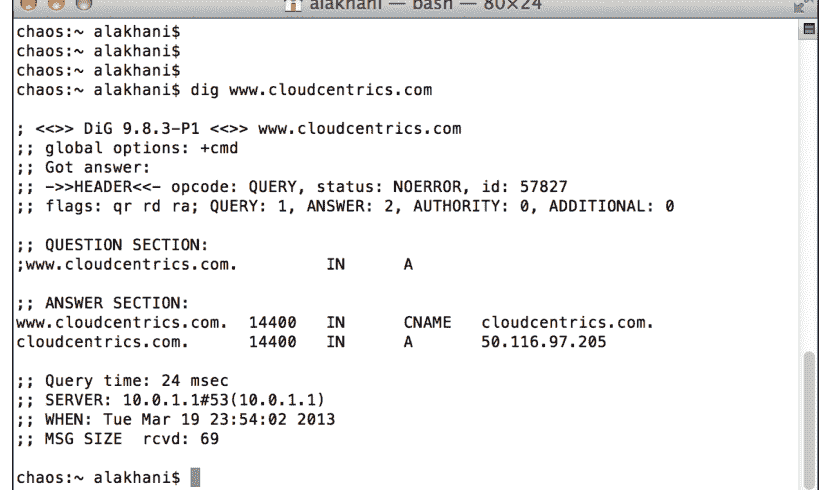 alakhani — bash — 80×24
chaos:~ alakhani$
chaos:~ alakhani$
chaos:~ alakhani$
chaos:~ alakhani$ dig www.cloudcentrics.com
; <<>> DiG 9.8.3-P1 <<>> www.cloudcentrics.com
;; global options: +cmd
;; Got answer:
;; ->>HEADER<<- opcode: QUERY, status: NOERROR, id: 57827
;; flags: qr rd ra; QUERY: 1, ANSWER: 2, AUTHORITY: 0, ADDITIONAL: 0
;; QUESTION SECTION:
;www.cloudcentrics.com. IN A
;; ANSWER SECTION:
www.cloudcentrics.com. 14400 IN CNAME cloudcentrics.com.
cloudcentrics.com. 14400 IN A 50.116.97.205
;; Query time: 24 msec
;; SERVER: 10.0.1.1#53(10.0.1.1)
;; WHEN: Tue Mar 19 23:54:02 2013
;; MSG SIZE rcvd: 69
chaos:~ alakhani$